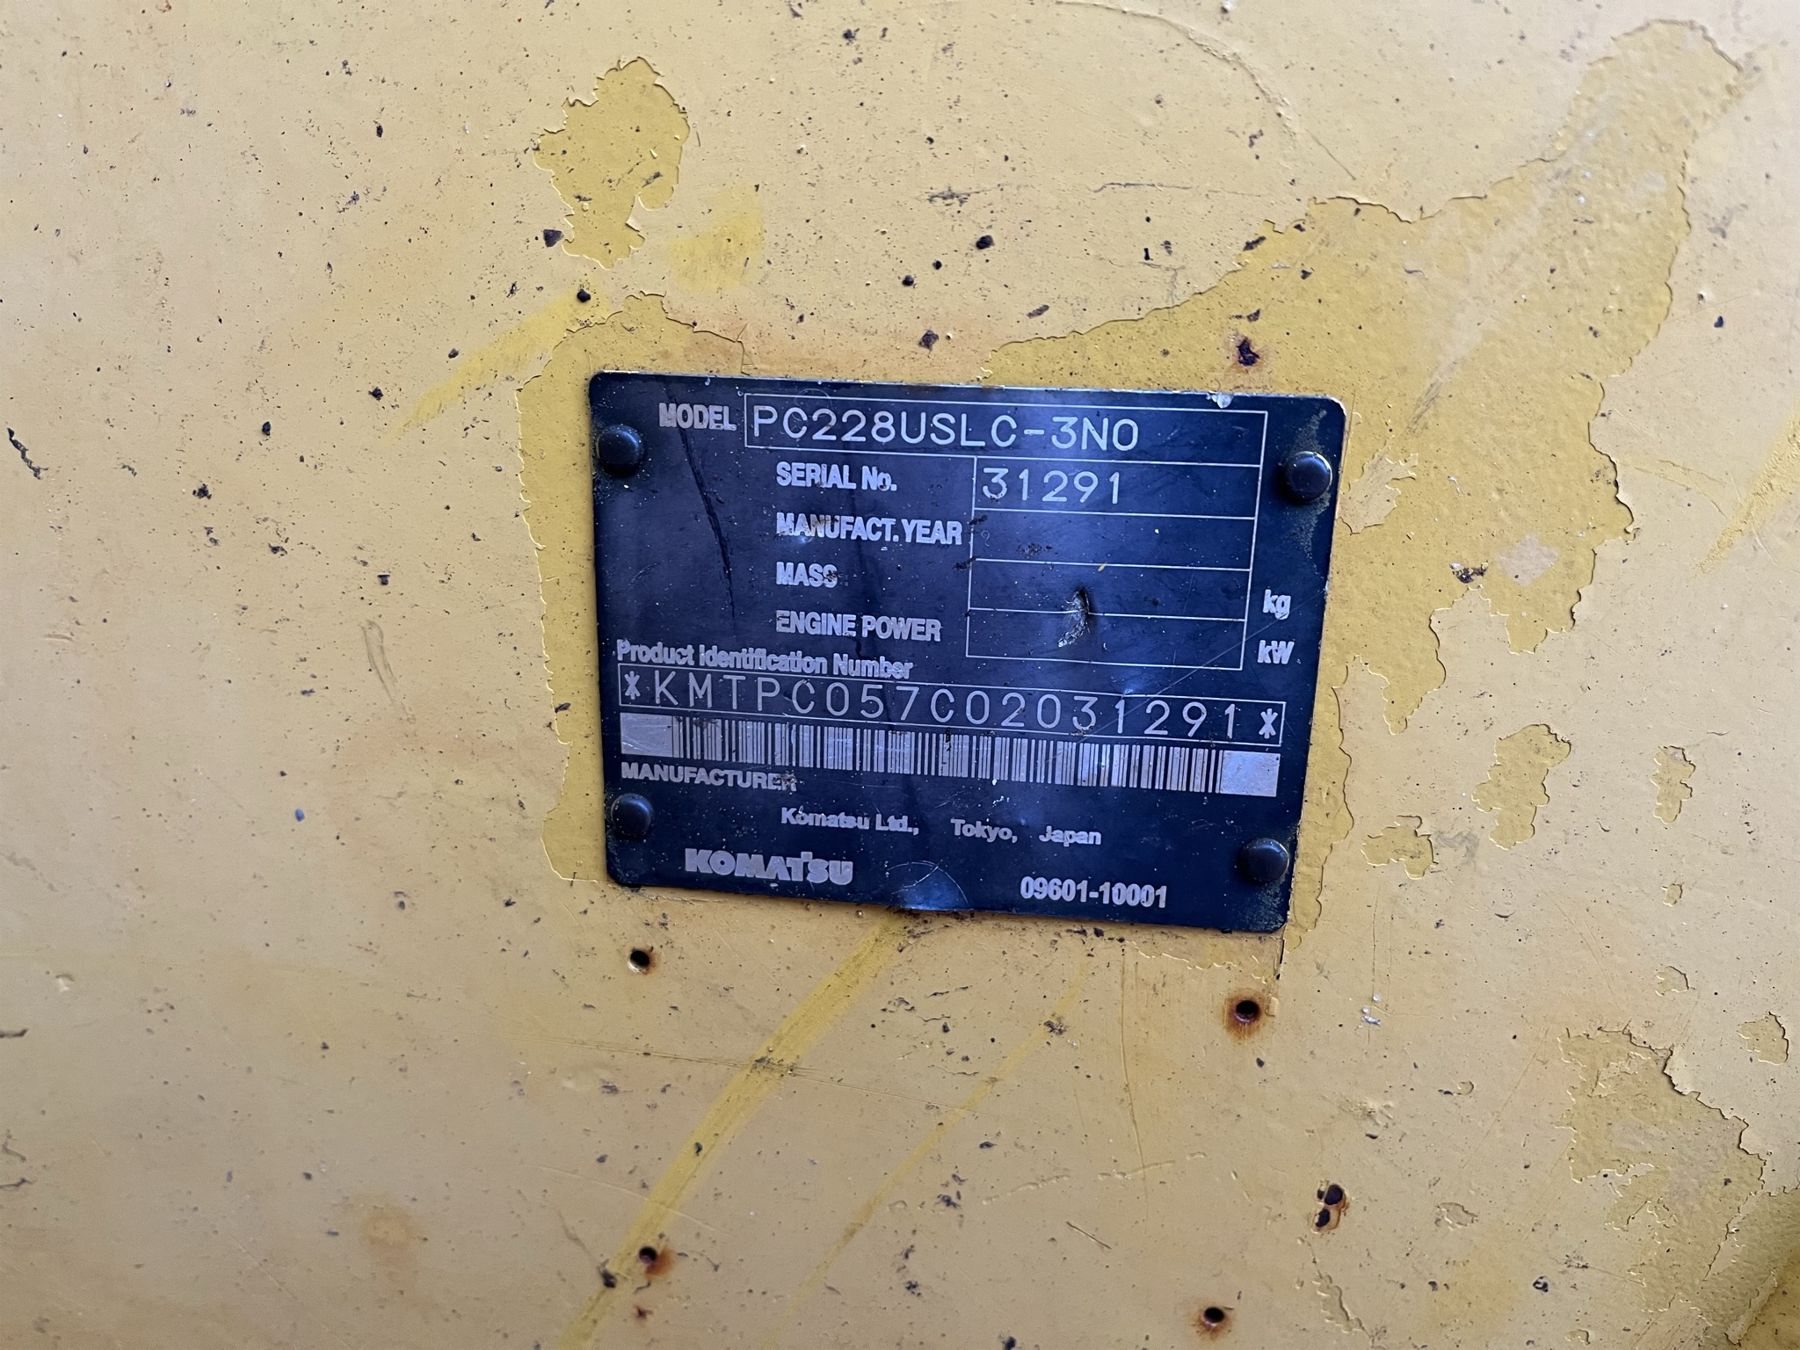 MODEL PC228USLC-3N0
SERIAL No. 31291
MANUFACT. YEAR
MASS kg
ENGINE POWER kW
Product Identification Number
*KMTPC057C02031291*
MANUFACTURER
Komatsu Ltd., Tokyo, Japan
KOMATSU 09601-10001